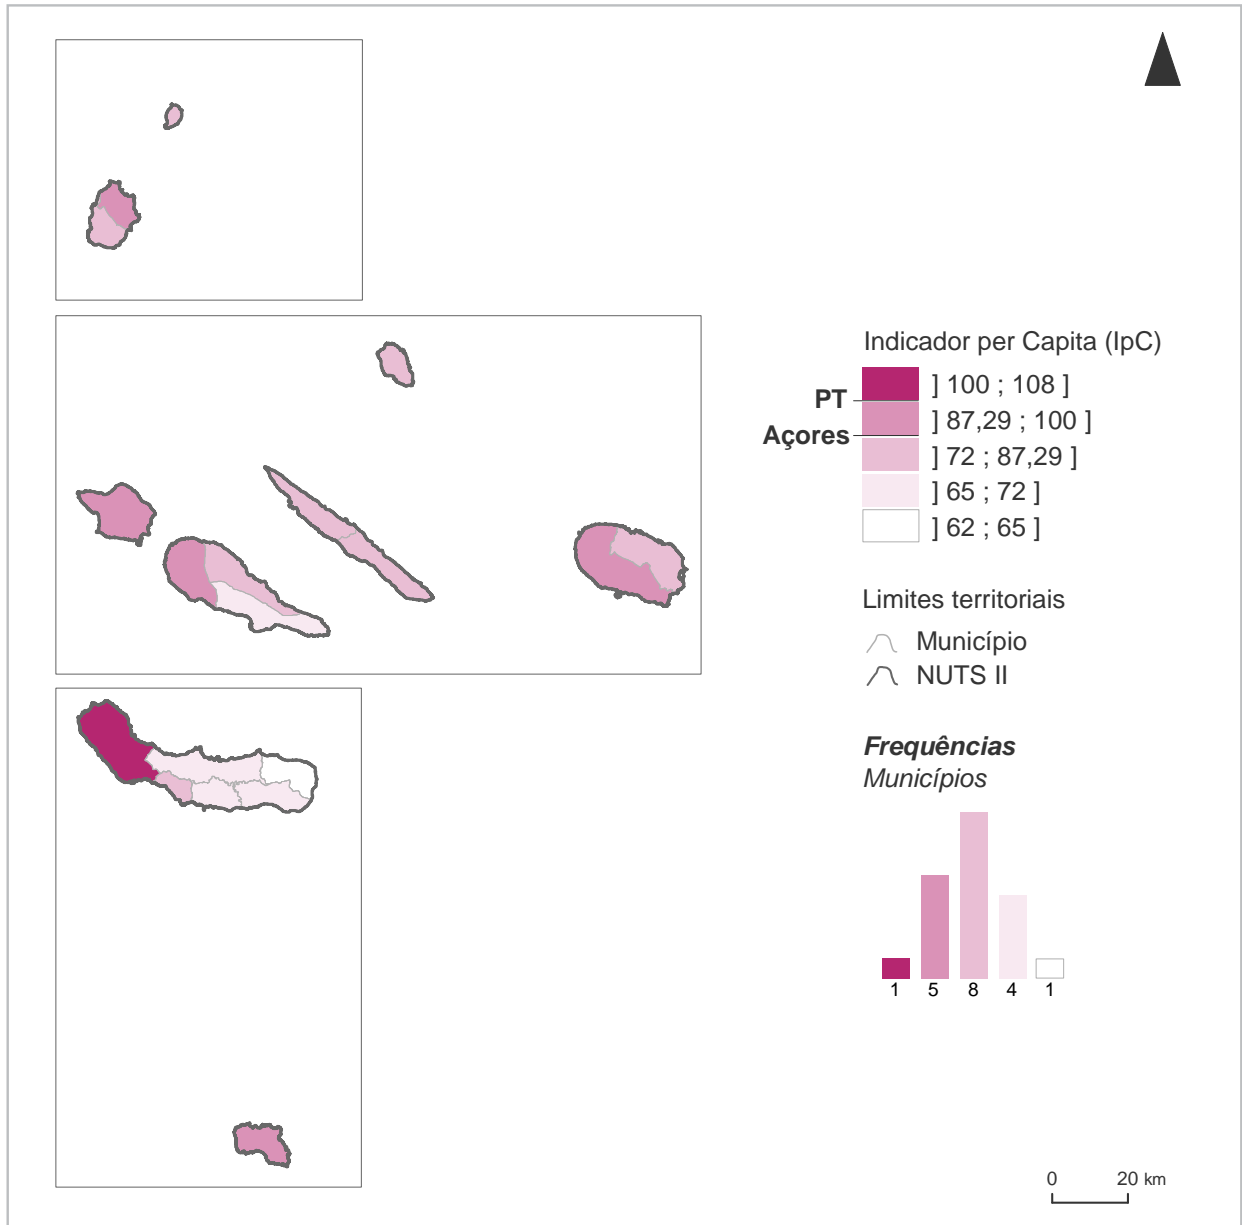 Indicador per Capita (IpC)
] 100 ; 108 ]
PT
] 87,29 ; 100 ]
Açores
] 72 ; 87,29 ]
] 65 ; 72 ]
] 62 ; 65 ]
Limites territoriais
Município
NUTS II
Frequências
Municípios
1 5 8 4 1
0 20 km